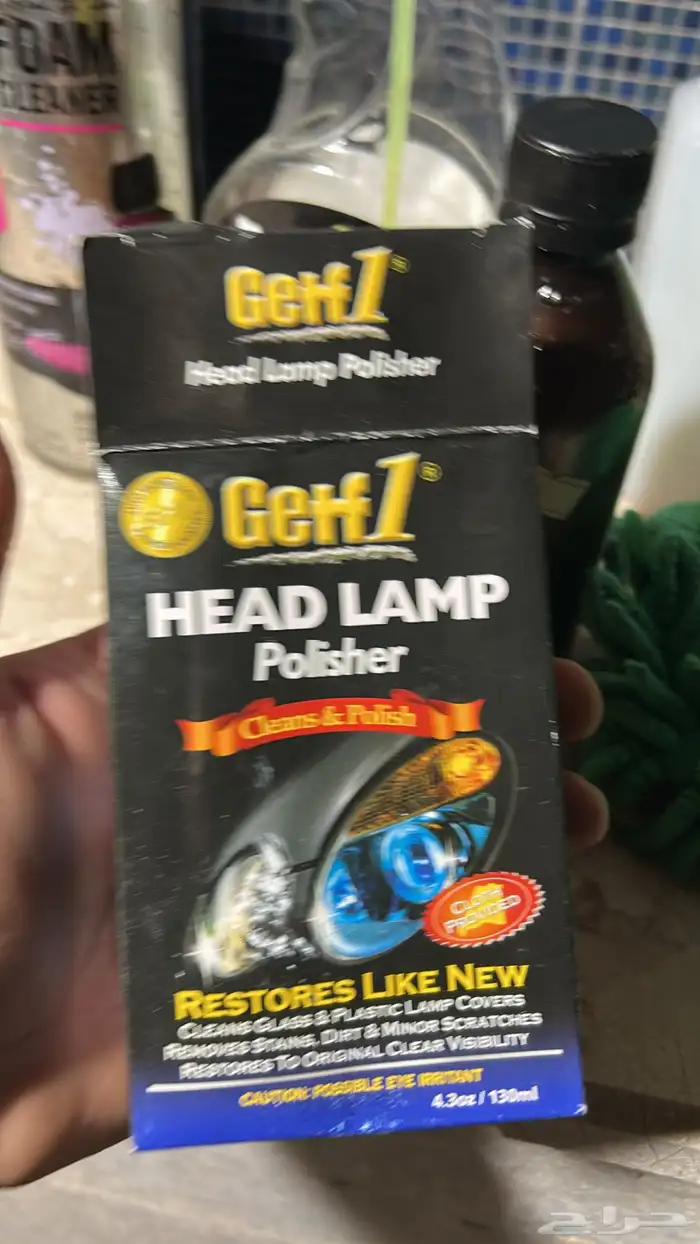 FOAM
CLEANER
Getf1®
Head Lamp Polisher
Getf1®
HEAD LAMP
Polisher
Cleans & Polish
CLOTH
PROVIDED
RESTORES LIKE NEW
CLEANS GLASS & PLASTIC LAMP COVERS
REMOVES STAINS, DIRT & MINOR SCRATCHES
RESTORES TO ORIGINAL CLEAR VISIBILITY
CAUTION: POSSIBLE EYE IRRITANT
4.3oz / 130ml
حراج